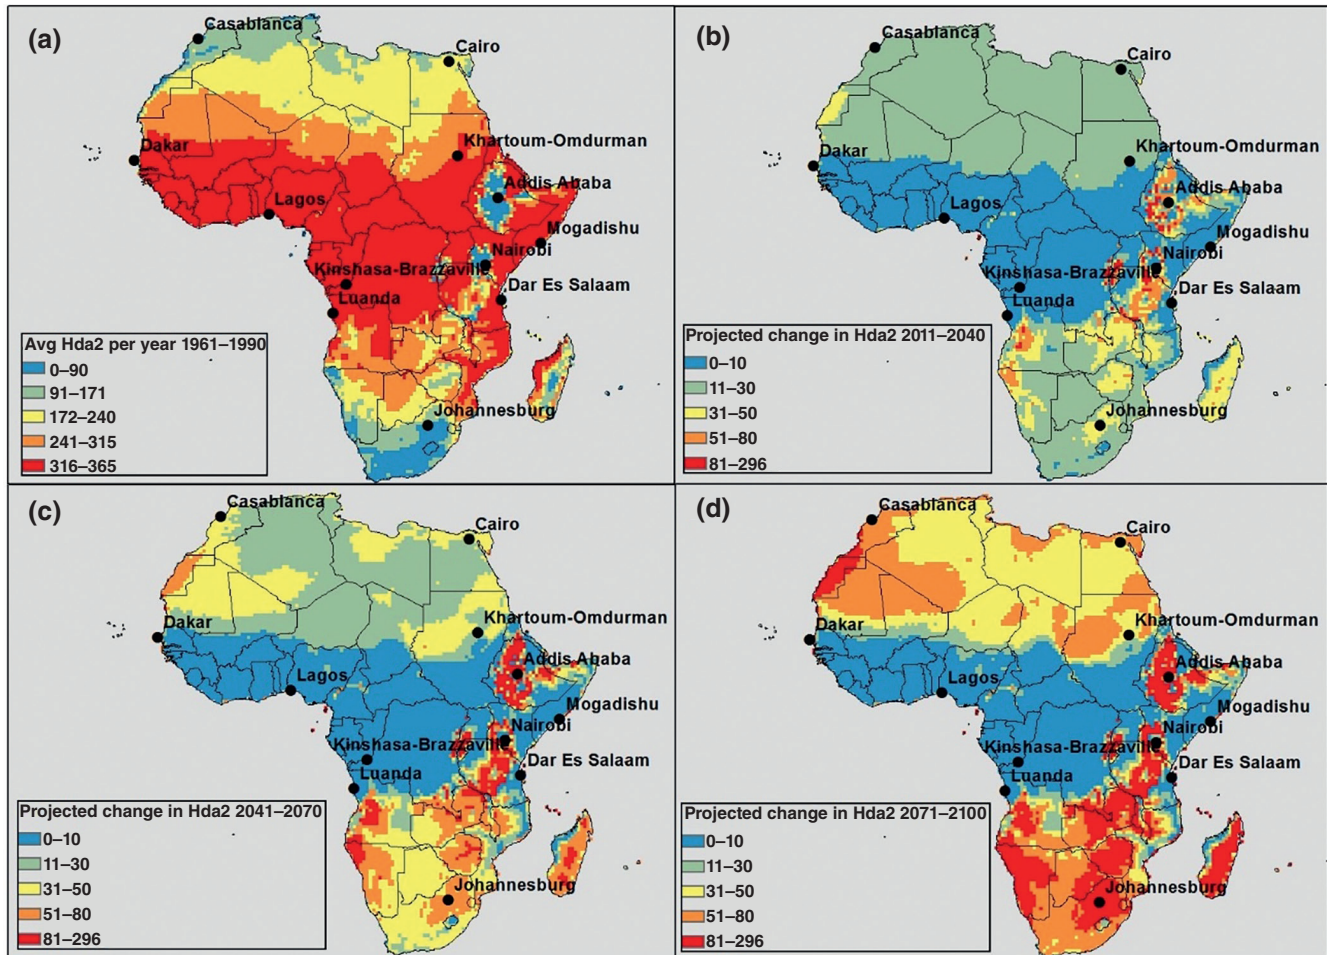 (a)
Casablanca
Cairo
Dakar
Khartoum-Omdurman
Addis Ababa
Lagos
Mogadishu
Nairobi
Kinshasa-Brazzaville
Dar Es Salaam
Luanda
Johannesburg
Avg Hda2 per year 1961–1990
0–90
91–171
172–240
241–315
316–365
(b)
Casablanca
Cairo
Dakar
Khartoum-Omdurman
Addis Ababa
Lagos
Mogadishu
Nairobi
Kinshasa-Brazzaville
Dar Es Salaam
Luanda
Johannesburg
Projected change in Hda2 2011–2040
0–10
11–30
31–50
51–80
81–296
(c)
Casablanca
Cairo
Dakar
Khartoum-Omdurman
Addis Ababa
Lagos
Mogadishu
Nairobi
Kinshasa-Brazzaville
Dar Es Salaam
Luanda
Johannesburg
Projected change in Hda2 2041–2070
0–10
11–30
31–50
51–80
81–296
(d)
Casablanca
Cairo
Dakar
Khartoum-Omdurman
Addis Ababa
Lagos
Mogadishu
Nairobi
Kinshasa-Brazzaville
Dar Es Salaam
Luanda
Johannesburg
Projected change in Hda2 2071–2100
0–10
11–30
31–50
51–80
81–296